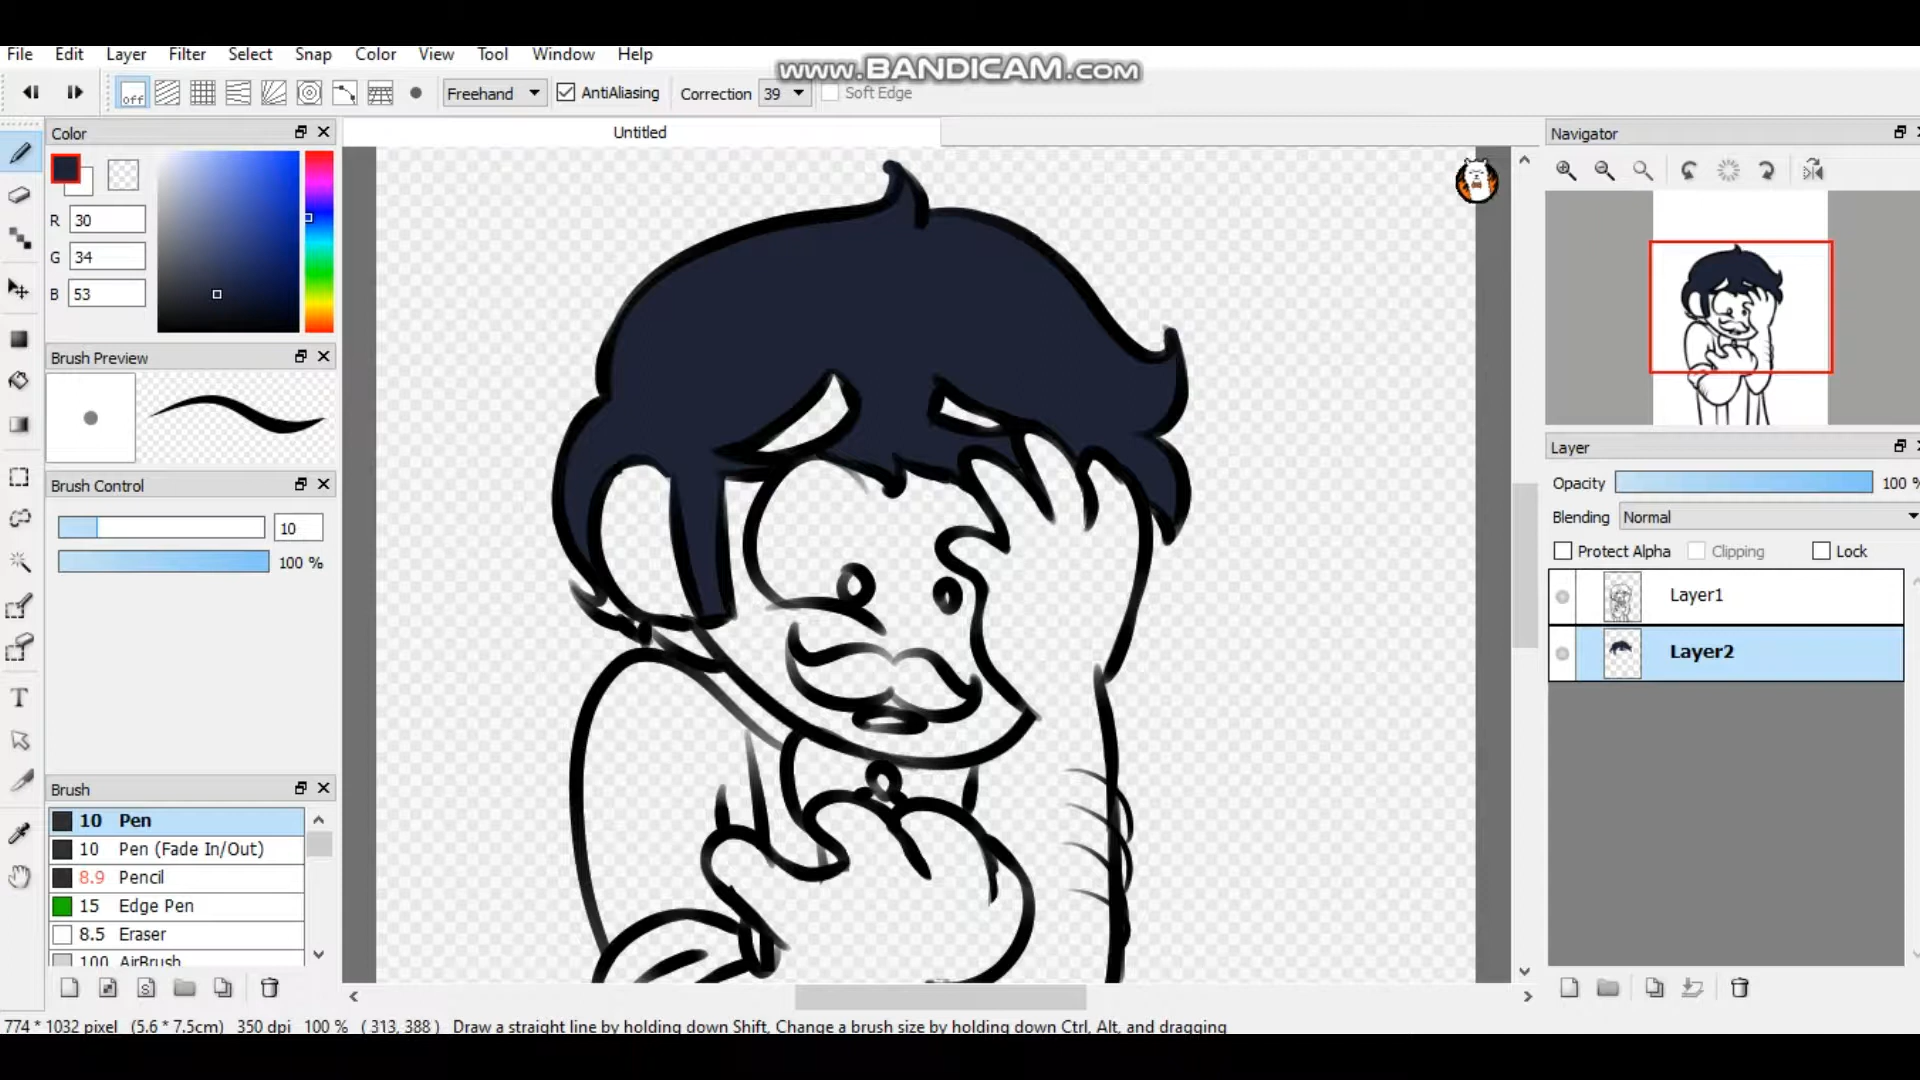 www.BANDICAM.com
File Edit Layer Filter Select Snap Color View Tool Window Help
off Freehand AntiAliasing Correction 39 Soft Edge
Color
R 30
G 34
B 53
Brush Preview
Brush Control
10
100 %
Brush
10 Pen
10 Pen (Fade In/Out)
8.9 Pencil
15 Edge Pen
8.5 Eraser
100 AirBrush
Untitled
Navigator
Layer
Opacity 100 %
Blending Normal
Protect Alpha Clipping Lock
Layer1
Layer2
T
774 * 1032 pixel (5.6 * 7.5cm) 350 dpi 100 % ( 313, 388 ) Draw a straight line by holding down Shift, Change a brush size by holding down Ctrl, Alt, and dragging